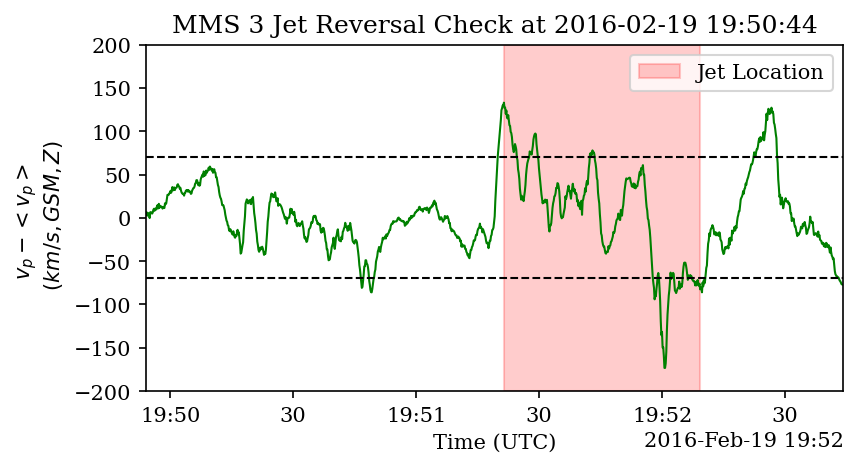 MMS 3 Jet Reversal Check at 2016-02-19 19:50:44
200
150
100
50
0
−50
−100
−150
−200
v_p − < v_p >
(km/s, GSM, Z)
Jet Location
19:50
30
19:51
30
19:52
30
Time (UTC)
2016-Feb-19 19:52